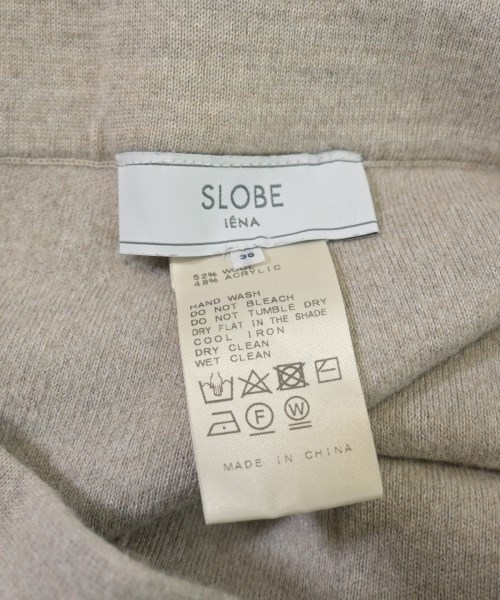 SLOBE
IÉNA
38
52% WOOL
48% ACRYLIC
HAND WASH
DO NOT BLEACH
DO NOT TUMBLE DRY
DRY FLAT IN THE SHADE
COOL IRON
DRY CLEAN
WET CLEAN
F W
MADE IN CHINA